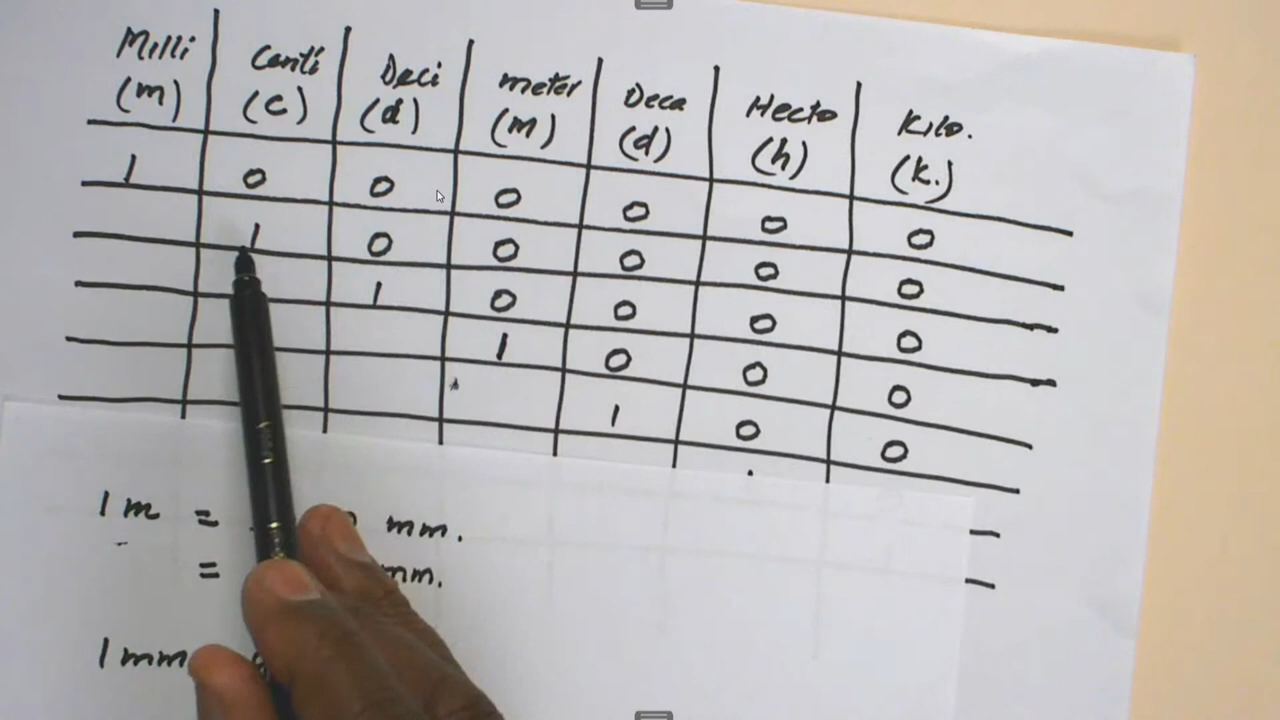 Milli Centi Deci meter Deca Hecto Kilo.
(m) (c) (d) (m) (d) (h) (k.)
1 0 0 0 0 0 0
1 0 0 0 0 0
1 0 0 0 0
1 0 0 0
1 0 0
1 m = mm.
= mm.
1 mm